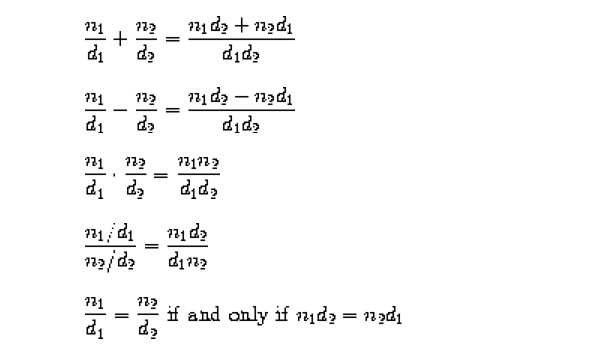 n₁/d₁ + n₂/d₂ = (n₁d₂ + n₂d₁)/(d₁d₂)
n₁/d₁ − n₂/d₂ = (n₁d₂ − n₂d₁)/(d₁d₂)
n₁/d₁ · n₂/d₂ = (n₁n₂)/(d₁d₂)
(n₁/d₁)/(n₂/d₂) = (n₁d₂)/(d₁n₂)
n₁/d₁ = n₂/d₂ if and only if n₁d₂ = n₂d₁